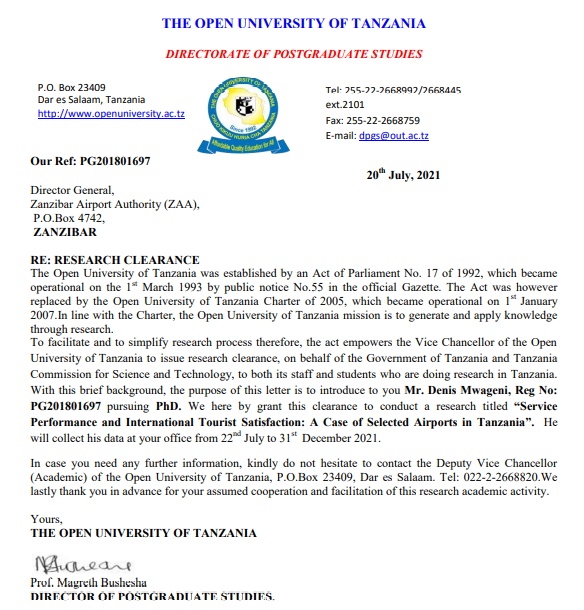 THE OPEN UNIVERSITY OF TANZANIA
DIRECTORATE OF POSTGRADUATE STUDIES
P.O. Box 23409
Dar es Salaam, Tanzania
http://www.openuniversity.ac.tz
THE OPEN UNIVERSITY OF TANZANIA
CHUO KIKUU HURIA CHA TANZANIA
Since 1992
Affordable Quality Education for All
Tel: 255-22-2668992/2668445
ext.2101
Fax: 255-22-2668759
E-mail: dpgs@out.ac.tz
Our Ref: PG201801697
20th July, 2021
Director General,
Zanzibar Airport Authority (ZAA),
P.O.Box 4742,
ZANZIBAR
RE: RESEARCH CLEARANCE
The Open University of Tanzania was established by an Act of Parliament No. 17 of 1992, which became
operational on the 1st March 1993 by public notice No.55 in the official Gazette. The Act was however
replaced by the Open University of Tanzania Charter of 2005, which became operational on 1st January
2007.In line with the Charter, the Open University of Tanzania mission is to generate and apply knowledge
through research.
To facilitate and to simplify research process therefore, the act empowers the Vice Chancellor of the Open
University of Tanzania to issue research clearance, on behalf of the Government of Tanzania and Tanzania
Commission for Science and Technology, to both its staff and students who are doing research in Tanzania.
With this brief background, the purpose of this letter is to introduce to you Mr. Denis Mwageni, Reg No:
PG201801697 pursuing PhD. We here by grant this clearance to conduct a research titled “Service
Performance and International Tourist Satisfaction: A Case of Selected Airports in Tanzania”. He
will collect his data at your office from 22nd July to 31st December 2021.
In case you need any further information, kindly do not hesitate to contact the Deputy Vice Chancellor
(Academic) of the Open University of Tanzania, P.O.Box 23409, Dar es Salaam. Tel: 022-2-2668820.We
lastly thank you in advance for your assumed cooperation and facilitation of this research academic activity.
Yours,
THE OPEN UNIVERSITY OF TANZANIA
Prof. Magreth Bushesha
DIRECTOR OF POSTGRADUATE STUDIES.